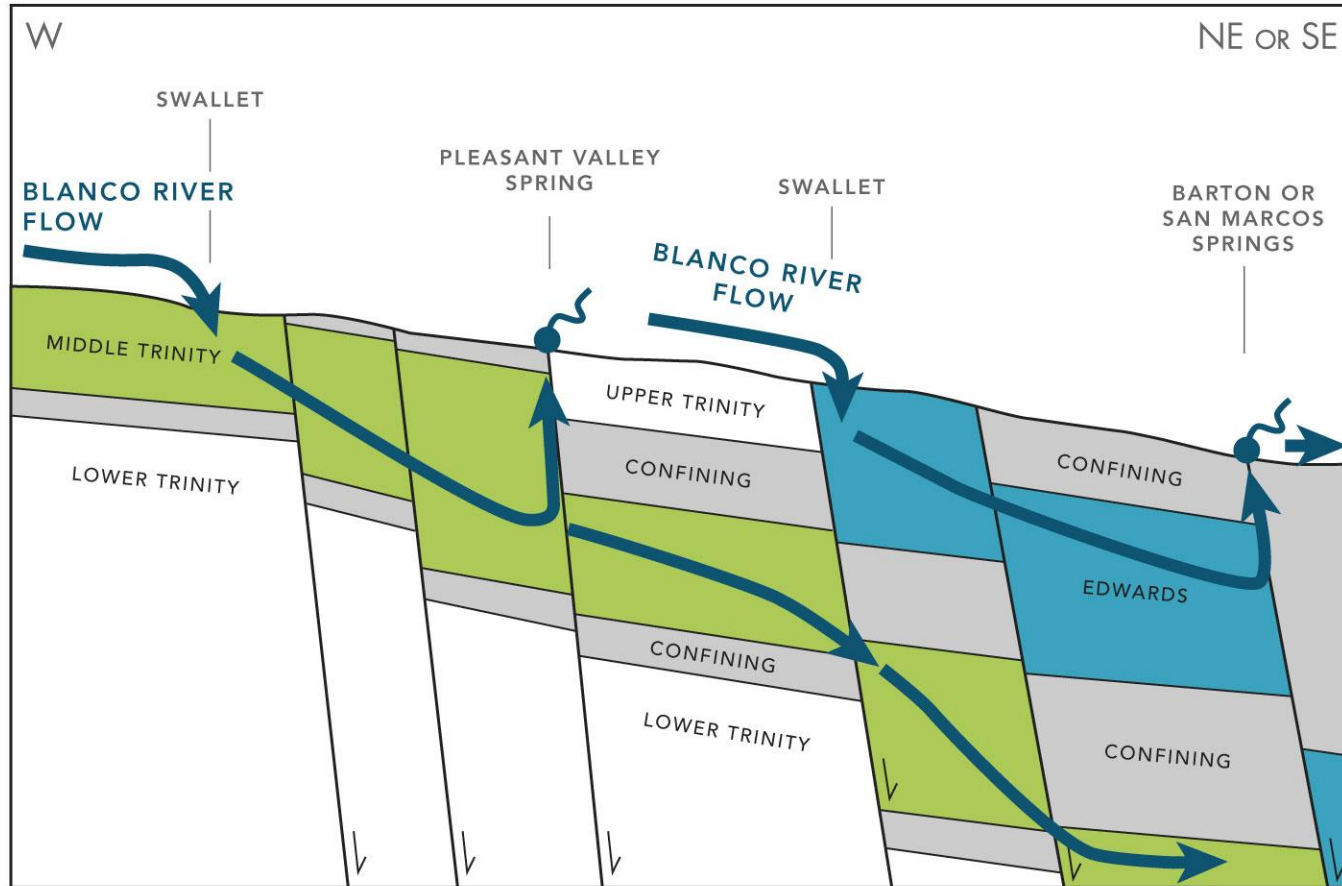 W
NE OR SE
SWALLET
PLEASANT VALLEY
SPRING
SWALLET
BARTON OR
SAN MARCOS
SPRINGS
BLANCO RIVER
FLOW
BLANCO RIVER
FLOW
MIDDLE TRINITY
LOWER TRINITY
UPPER TRINITY
CONFINING
CONFINING
LOWER TRINITY
CONFINING
EDWARDS
CONFINING